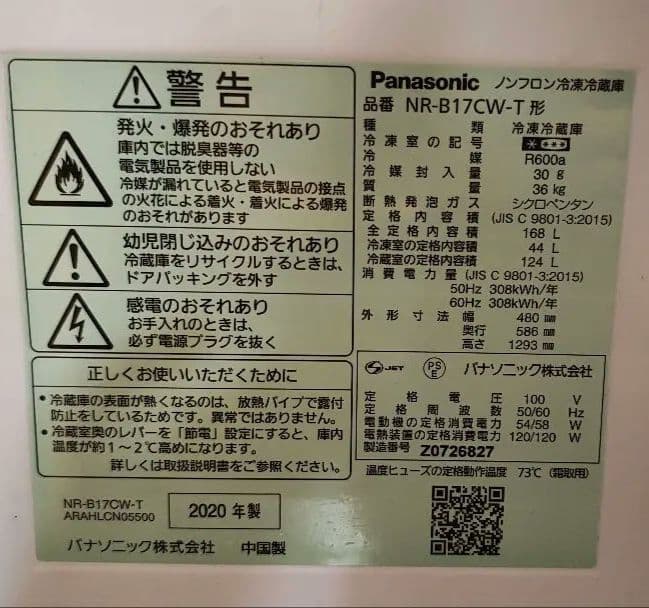 警告
発火・爆発のおそれあり
庫内では脱臭器等の
電気製品を使用しない
冷媒が漏れていると電気製品の接点
の火花による着火・着火による爆発
のおそれがあります
幼児閉じ込みのおそれあり
冷蔵庫をリサイクルするときは、
ドアパッキングを外す
感電のおそれあり
お手入れのときは、
必ず電源プラグを抜く
正しくお使いいただくために
・冷蔵庫の表面が熱くなるのは、放熱パイプで露付
防止をしているためです。異常ではありません。
・冷蔵室奥のレバーを「節電」設定にすると、庫内
温度が約1～2℃高めになります。
詳しくは取扱説明書をご参照ください。
NR-B17CW-T
ARAHLCN05500
2020年製
パナソニック株式会社 中国製
Panasonic ノンフロン冷凍冷蔵庫
品番 NR-B17CW-T 形
種類 冷凍冷蔵庫
冷凍室の記号
冷媒 R600a
冷媒封入量 30 g
質量 36 kg
断熱発泡ガス シクロペンタン
定格内容積 (JIS C 9801-3:2015)
全定格内容積 168 L
冷凍室の定格内容積 44 L
冷蔵室の定格内容積 124 L
消費電力量 (JIS C 9801-3:2015)
50Hz 308kWh/年
60Hz 308kWh/年
外形寸法 幅 480 mm
奥行 586 mm
高さ 1293 mm
JET PSE パナソニック株式会社
定格電圧 100 V
定格周波数 50/60 Hz
電動機の定格消費電力 54/58 W
電熱装置の定格消費電力 120/120 W
製造番号 Z0726827
温度ヒューズの定格動作温度 73℃ (霜取用)